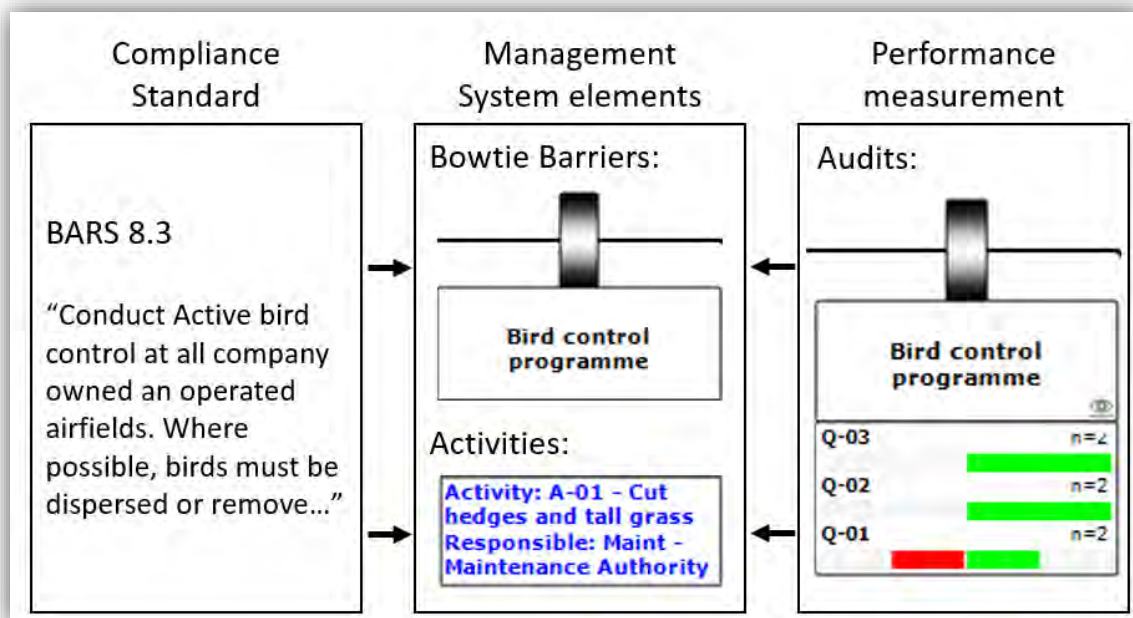 Compliance
Standard
BARS 8.3
“Conduct Active bird
control at all company
owned an operated
airfields. Where
possible, birds must be
dispersed or remove…”
Management
System elements
Bowtie Barriers:
Bird control
programme
Activities:
Activity: A-01 - Cut
hedges and tall grass
Responsible: Maint -
Maintenance Authority
Performance
measurement
Audits:
Bird control
programme
Q-03 n=2
Q-02 n=2
Q-01 n=2